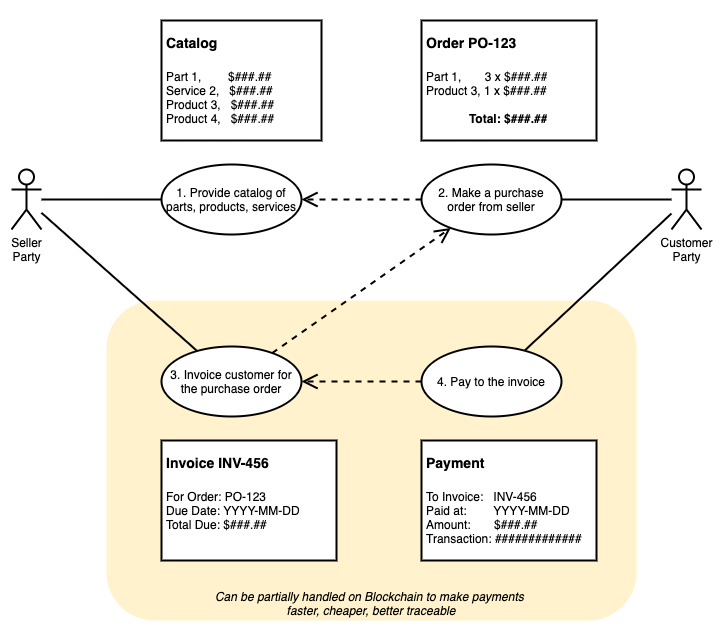 Catalog
Part 1, $###.##
Service 2, $###.##
Product 3, $###.##
Product 4, $###.##
Order PO-123
Part 1, 3 x $###.##
Product 3, 1 x $###.##
Total: $###.##
1. Provide catalog of
parts, products, services
2. Make a purchase
order from seller
Seller
Party
Customer
Party
3. Invoice customer for
the purchase order
4. Pay to the invoice
Invoice INV-456
For Order: PO-123
Due Date: YYYY-MM-DD
Total Due: $###.##
Payment
To Invoice: INV-456
Paid at: YYYY-MM-DD
Amount: $###.##
Transaction: #############
Can be partially handled on Blockchain to make payments
faster, cheaper, better traceable